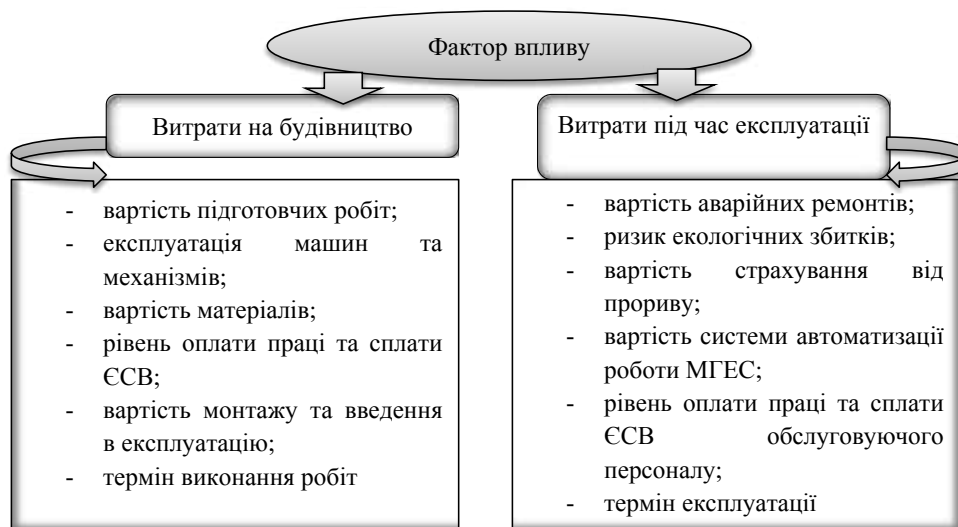 Фактор впливу
Витрати на будівництво
- вартість підготовчих робіт;
- експлуатація машин та
механізмів;
- вартість матеріалів;
- рівень оплати праці та сплати
ЄСВ;
- вартість монтажу та введення
в експлуатацію;
- термін виконання робіт
Витрати під час експлуатації
- вартість аварійних ремонтів;
- ризик екологічних збитків;
- вартість страхування від
прориву;
- вартість системи автоматизації
роботи МГЕС;
- рівень оплати праці та сплати
ЄСВ обслуговуючого
персоналу;
- термін експлуатації